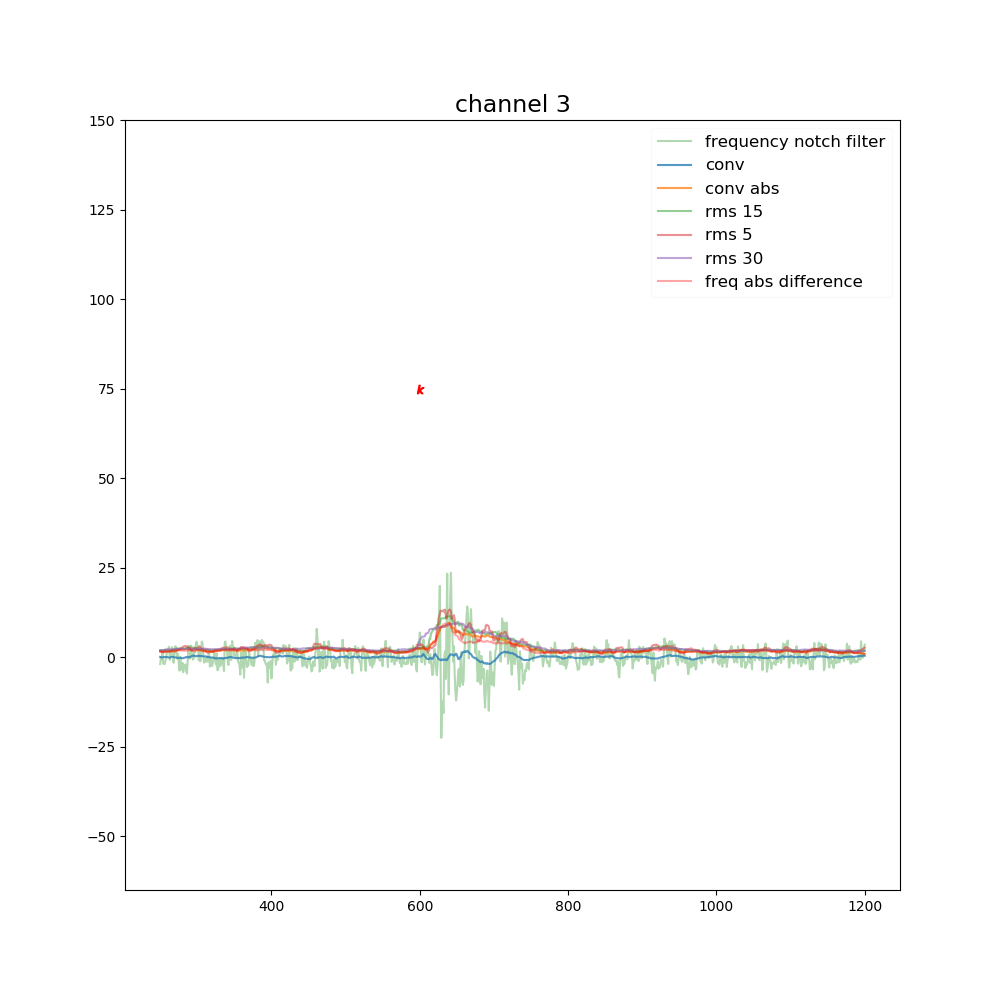 channel 3
150
125
100
75
50
25
0
−25
−50
frequency notch filter
conv
conv abs
rms 15
rms 5
rms 30
freq abs difference
k
400 600 800 1000 1200